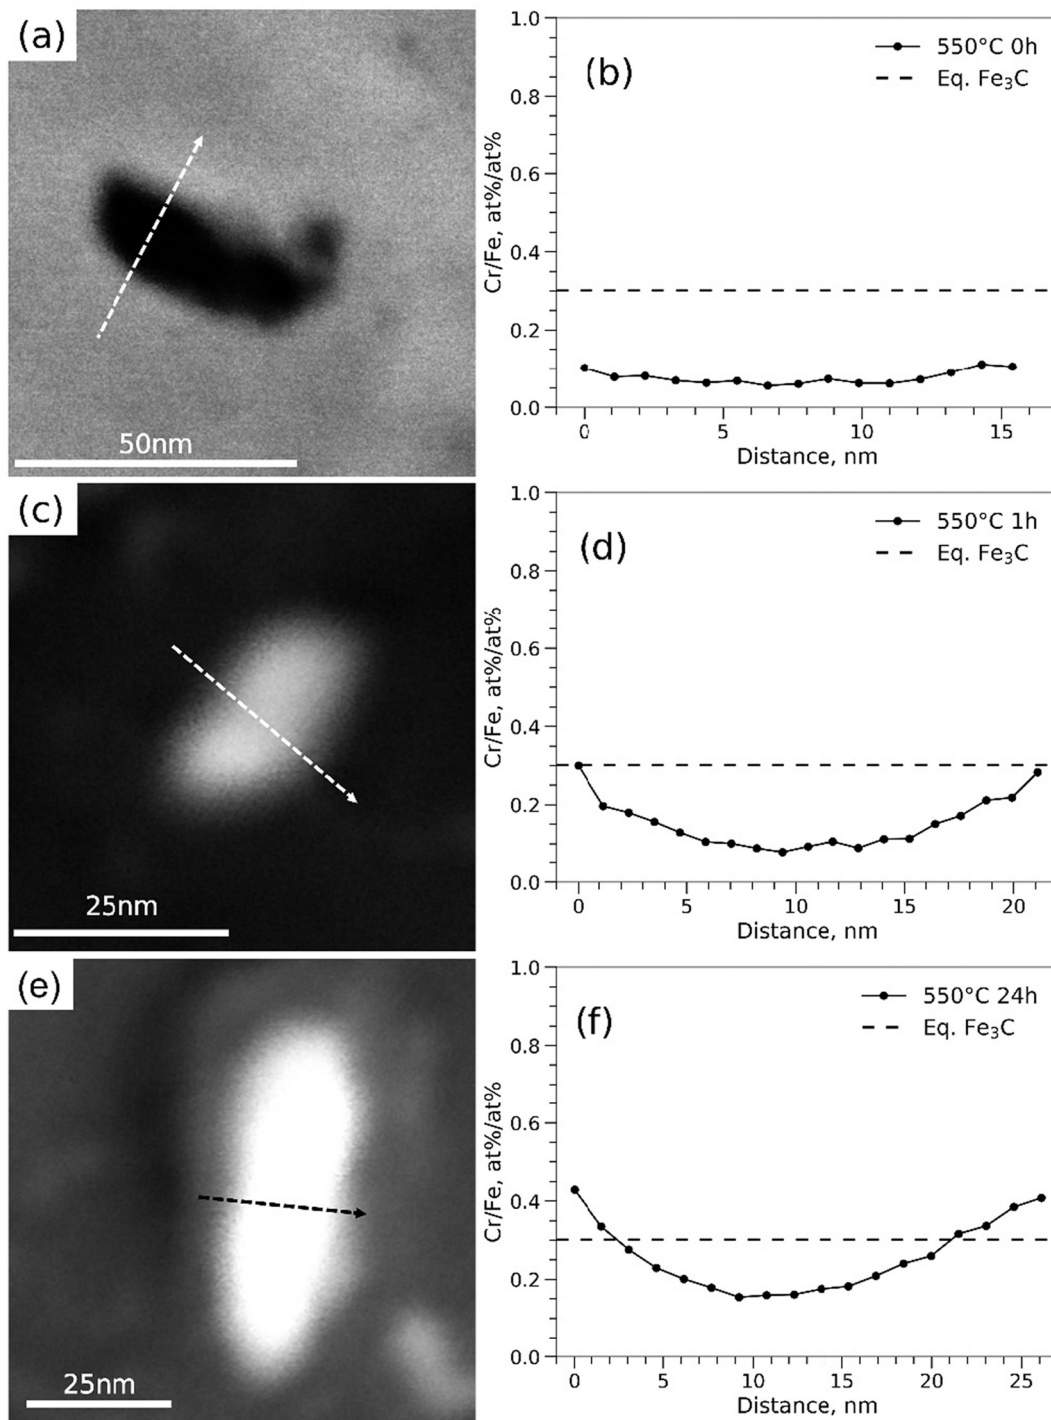 (a)
50nm
(b)
550°C 0h
Eq. Fe₃C
Cr/Fe, at%/at%
1.0
0.8
0.6
0.4
0.2
0.0
0 5 10 15
Distance, nm
(c)
25nm
(d)
550°C 1h
Eq. Fe₃C
Cr/Fe, at%/at%
1.0
0.8
0.6
0.4
0.2
0.0
0 5 10 15 20
Distance, nm
(e)
25nm
(f)
550°C 24h
Eq. Fe₃C
Cr/Fe, at%/at%
1.0
0.8
0.6
0.4
0.2
0.0
0 5 10 15 20 25
Distance, nm